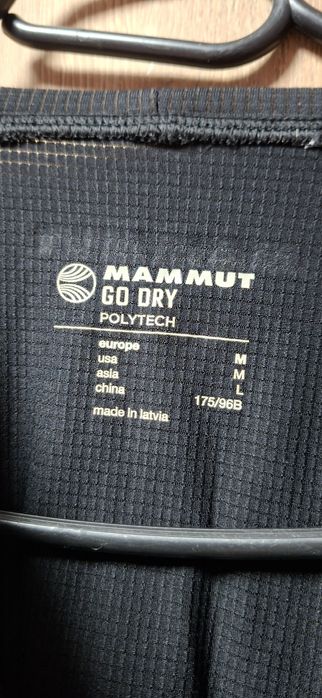 MAMMUT
GO DRY
POLYTECH
europe M
usa M
asia L
china 175/96B
made in latvia